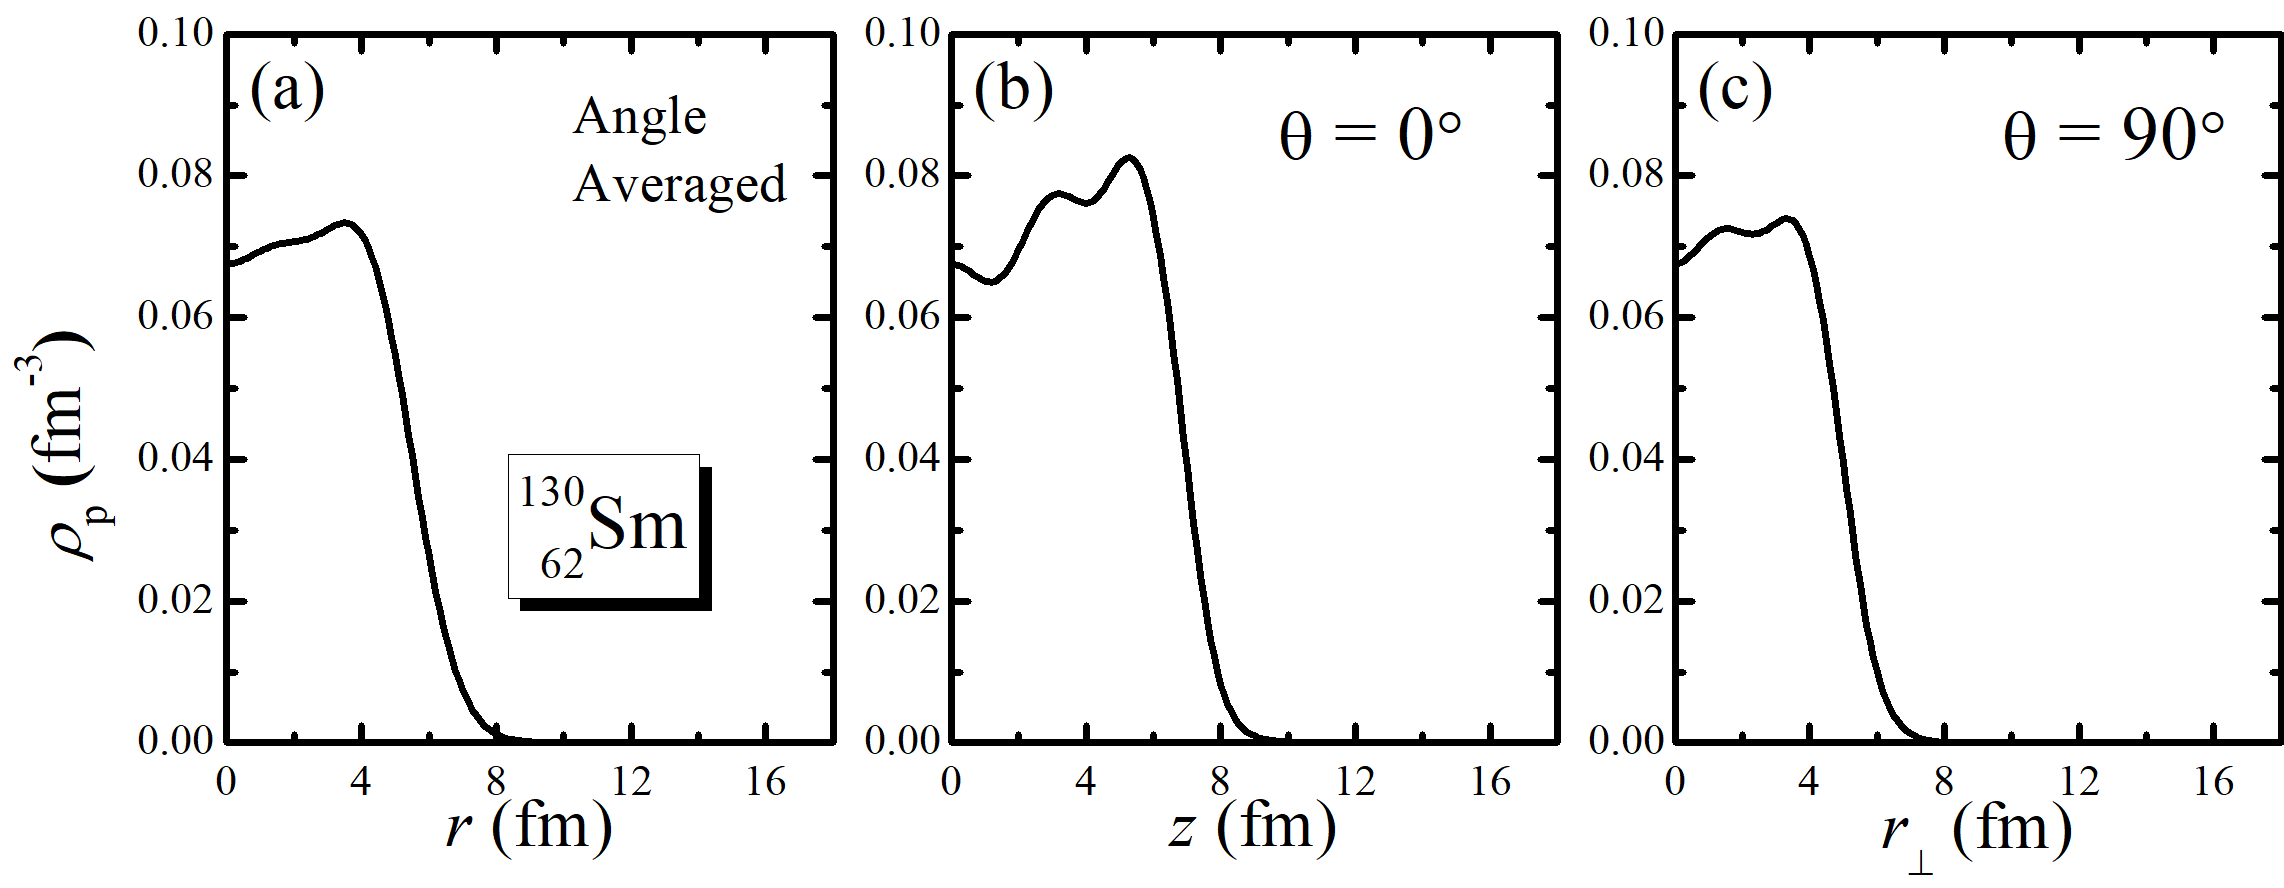 ρp (fm-3)
0.10
0.08
0.06
0.04
0.02
0.00
(a)
Angle
Averaged
130
62Sm
0 4 8 12 16
r (fm)
0.10
0.08
0.06
0.04
0.02
0.00
(b)
θ = 0°
0 4 8 12 16
z (fm)
0.10
0.08
0.06
0.04
0.02
0.00
(c)
θ = 90°
0 4 8 12 16
r⊥ (fm)